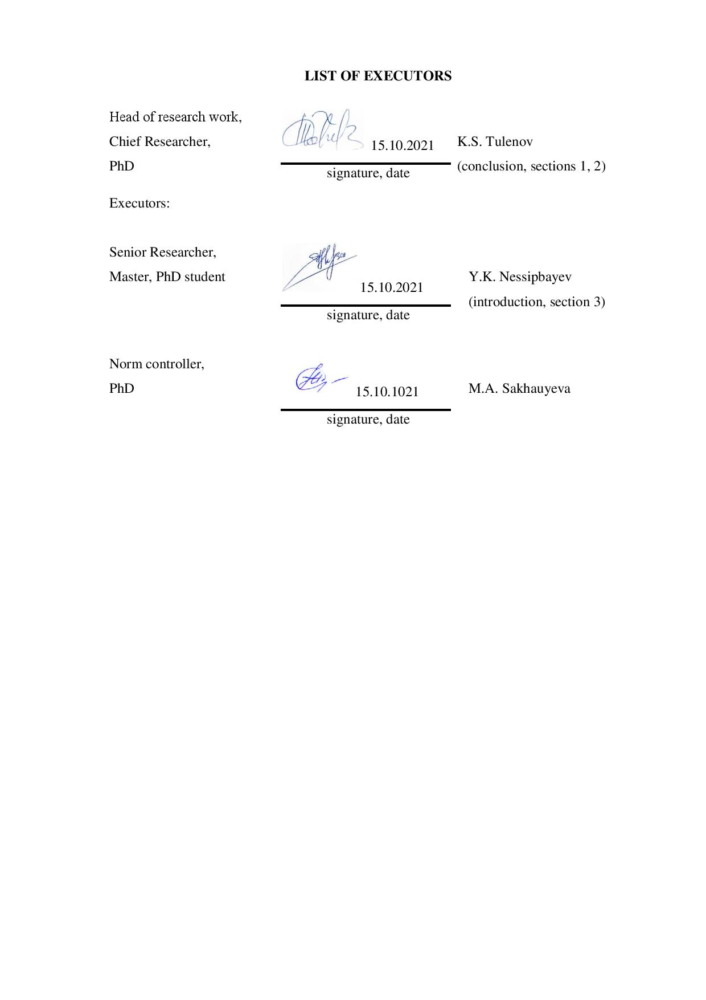 LIST OF EXECUTORS
Head of research work,
Chief Researcher,
PhD
15.10.2021
signature, date
K.S. Tulenov
(conclusion, sections 1, 2)
Executors:
Senior Researcher,
Master, PhD student
15.10.2021
signature, date
Y.K. Nessipbayev
(introduction, section 3)
Norm controller,
PhD
15.10.1021
signature, date
M.A. Sakhauyeva